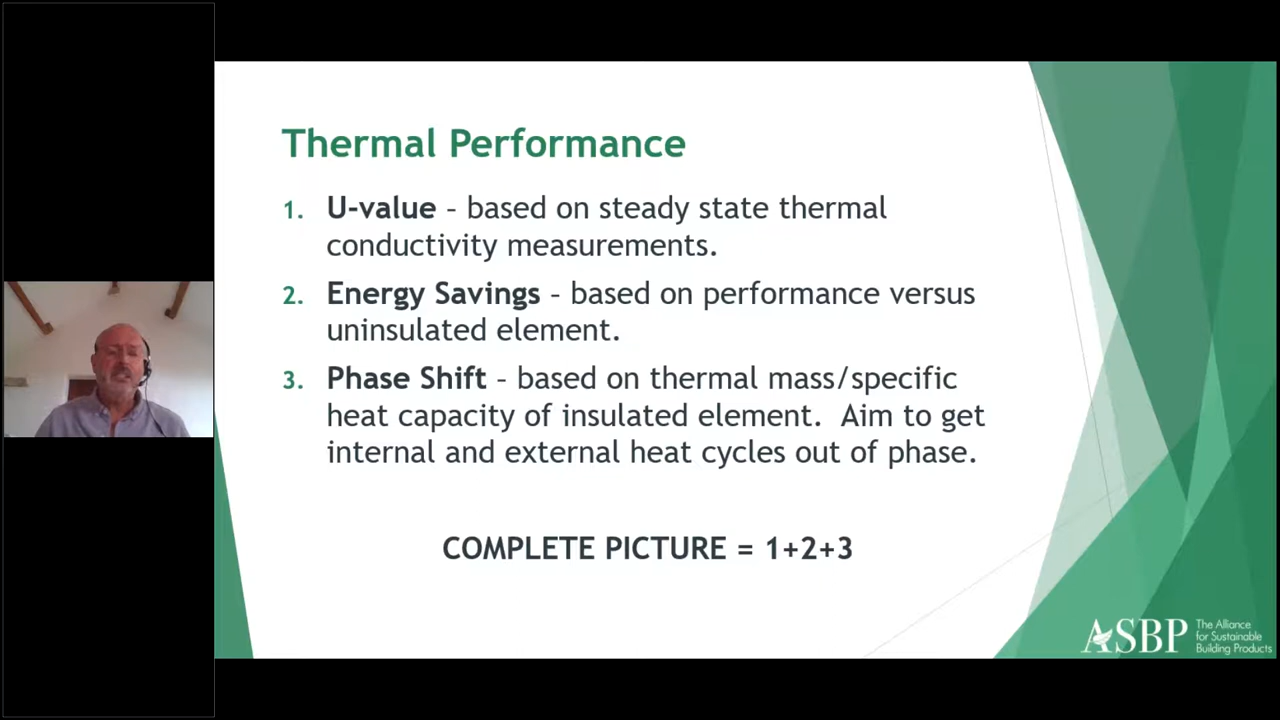 Thermal Performance
1. U-value – based on steady state thermal
conductivity measurements.
2. Energy Savings – based on performance versus
uninsulated element.
3. Phase Shift – based on thermal mass/specific
heat capacity of insulated element.  Aim to get
internal and external heat cycles out of phase.
COMPLETE PICTURE = 1+2+3
ASBP
The Alliance
for Sustainable
Building Products